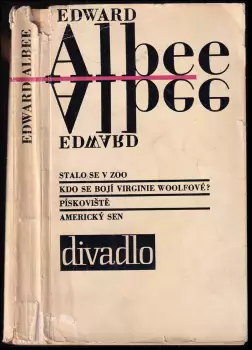 EDWARD ALBEE
EDWARD
Albee
Albee
EDWARD
STALO SE V ZOO
KDO SE BOJÍ VIRGINIE WOOLFOVÉ?
PÍSKOVIŠTĚ
AMERICKÝ SEN
divadlo